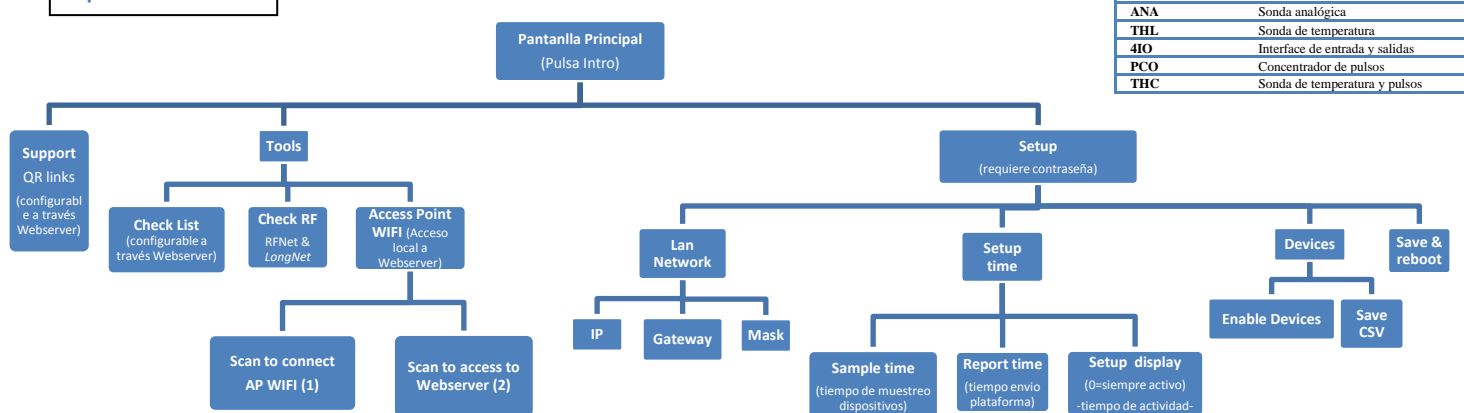 ANA Sonda analógica
THL Sonda de temperatura
4IO Interface de entrada y salidas
PCO Concentrador de pulsos
THC Sonda de temperatura y pulsos
Pantanlla Principal
(Pulsa Intro)
Support
QR links
(configurabl
e a través
Webserver)
Tools
Setup
(requiere contraseña)
Check List
(configurable a
través Webserver)
Check RF
RFNet &
LongNet
Access Point
WIFI (Acceso
local a
Webserver)
Lan
Network
Setup
time
Devices
Save &
reboot
Scan to connect
AP WIFI (1)
Scan to access to
Webserver (2)
IP
Gateway
Mask
Sample time
(tiempo de muestreo
dispositivos)
Report time
(tiempo envio
plataforma)
Setup display
(0=siempre activo)
-tiempo de actividad-
Enable Devices
Save
CSV